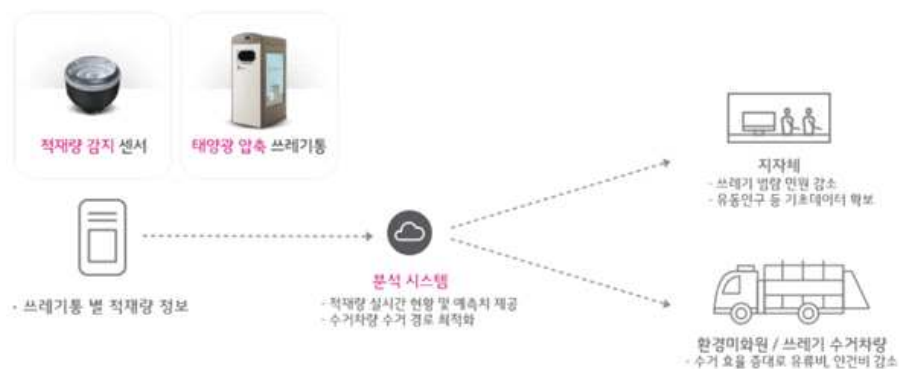 적재량 감지 센서
태양광 압축 쓰레기통
· 쓰레기통 별 적재량 정보
분석 시스템
- 적재량 실시간 현황 및 예측치 제공
- 수거차량 수거 경로 최적화
지자체
- 쓰레기 범람 민원 감소
- 유동인구 등 기초데이터 확보
환경미화원 / 쓰레기 수거차량
- 수거 효율 증대로 유류비, 인건비 감소